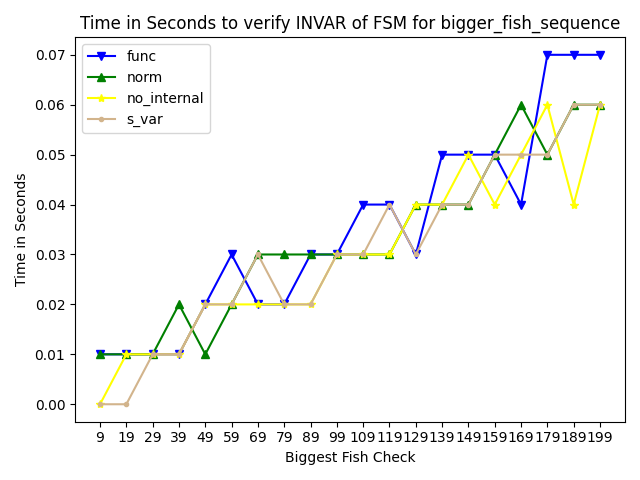 Time in Seconds to verify INVAR of FSM for bigger_fish_sequence
func
norm
no_internal
s_var
Time in Seconds
0.07
0.06
0.05
0.04
0.03
0.02
0.01
0.00
9 19 29 39 49 59 69 79 89 99 109 119 129 139 149 159 169 179 189 199
Biggest Fish Check